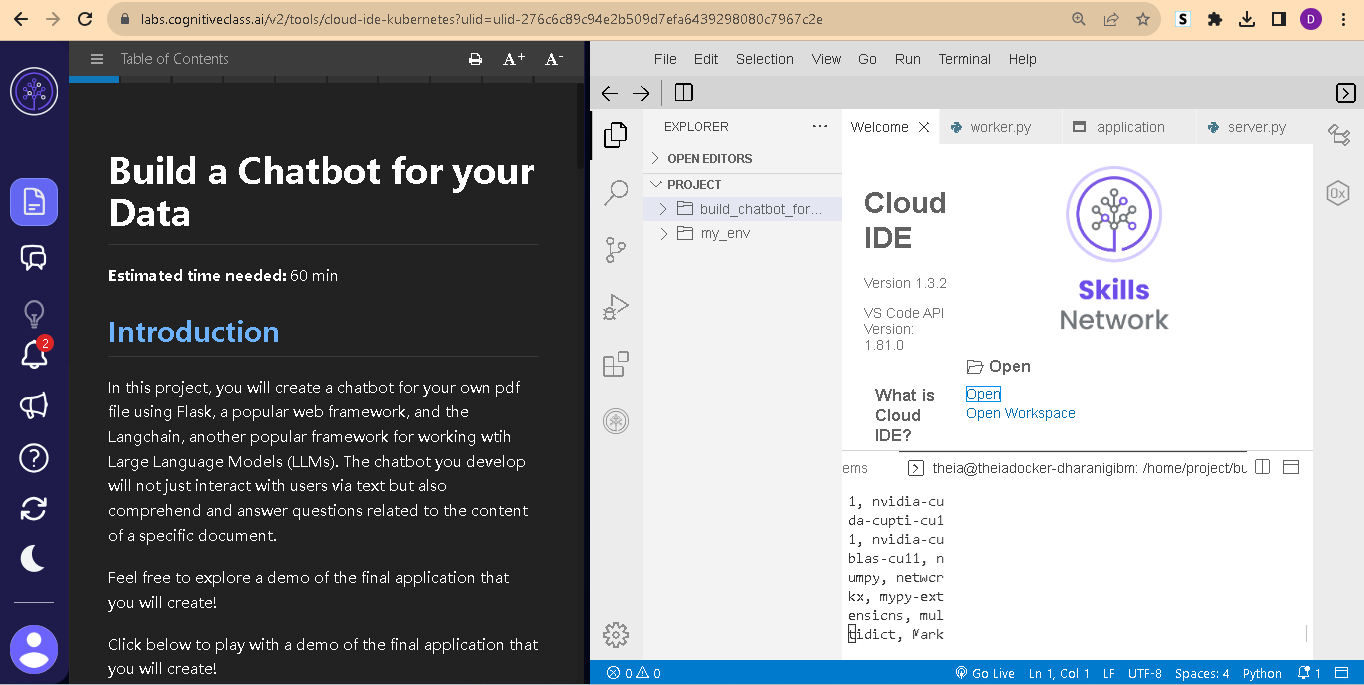 labs.cognitiveclass.ai/v2/tools/cloud-ide-kubernetes?ulid=ulid-276c6c89c94e2b509d7efa6439298080c7967c2e
S
D
Table of Contents
A+
A-
2
Build a Chatbot for your
Data
Estimated time needed: 60 min
Introduction
In this project, you will create a chatbot for your own pdf
file using Flask, a popular web framework, and the
Langchain, another popular framework for working wtih
Large Language Models (LLMs). The chatbot you develop
will not just interact with users via text but also
comprehend and answer questions related to the content
of a specific document.
Feel free to explore a demo of the final application that
you will create!
Click below to play with a demo of the final application that
you will create!
File Edit Selection View Go Run Terminal Help
EXPLORER
OPEN EDITORS
PROJECT
build_chatbot_for...
my_env
Welcome
worker.py
application
server.py
0x
Cloud
IDE
Version 1.3.2
VS Code API
Version:
1.81.0
What is
Cloud
IDE?
Skills
Network
Open
Open
Open Workspace
ems
theia@theiadocker-dharanigibm: /home/project/bu
1, nvidia-cu
da-cupti-cu1
1, nvidia-cu
blas-cu11, n
umpy, networ
kx, mypy-ext
ensions, mul
tidict, Mark
0 0
Go Live Ln 1, Col 1 LF UTF-8 Spaces: 4 Python 1